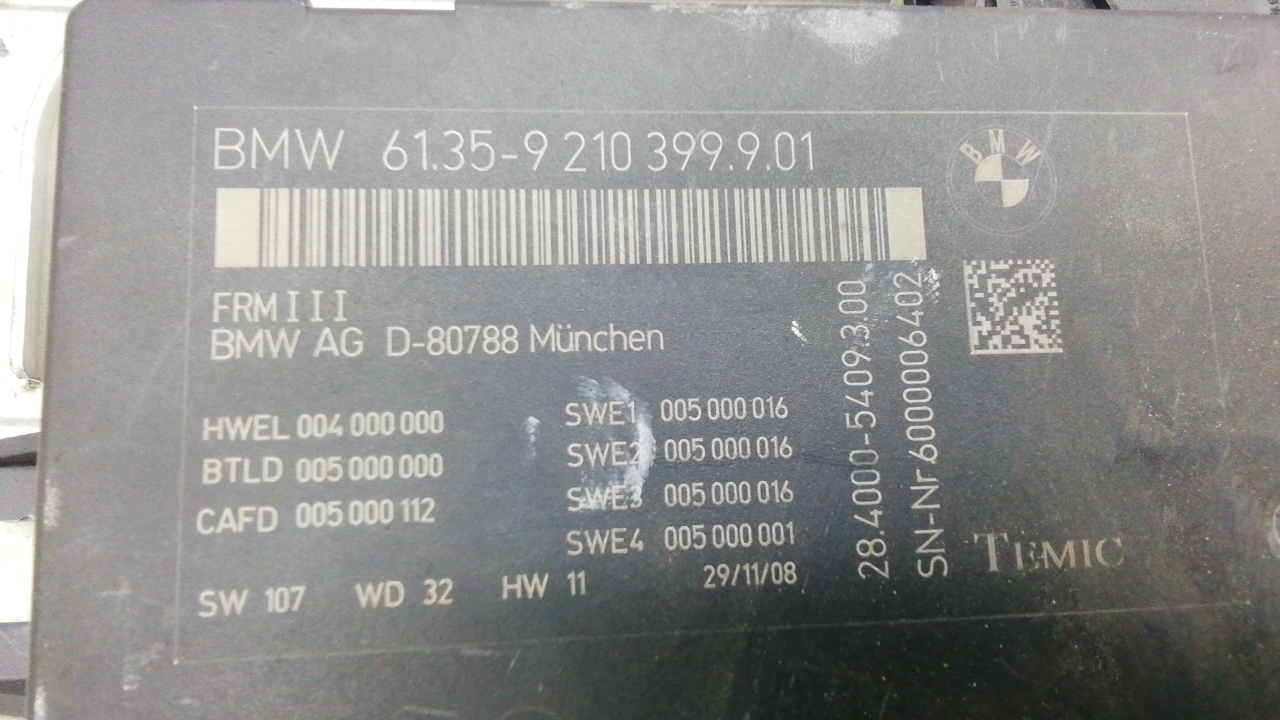 BMW 61.35-9 210 399.9.01
BMW
FRM III
BMW AG D-80788 München
HWEL 004 000 000
BTLD 005 000 000
CAFD 005 000 112
SWE1 005 000 016
SWE2 005 000 016
SWE3 005 000 016
SWE4 005 000 001
SW 107 WD 32 HW 11 29/11/08
28.4000-5409.3.00
SN-Nr 6000006402
TEMIC